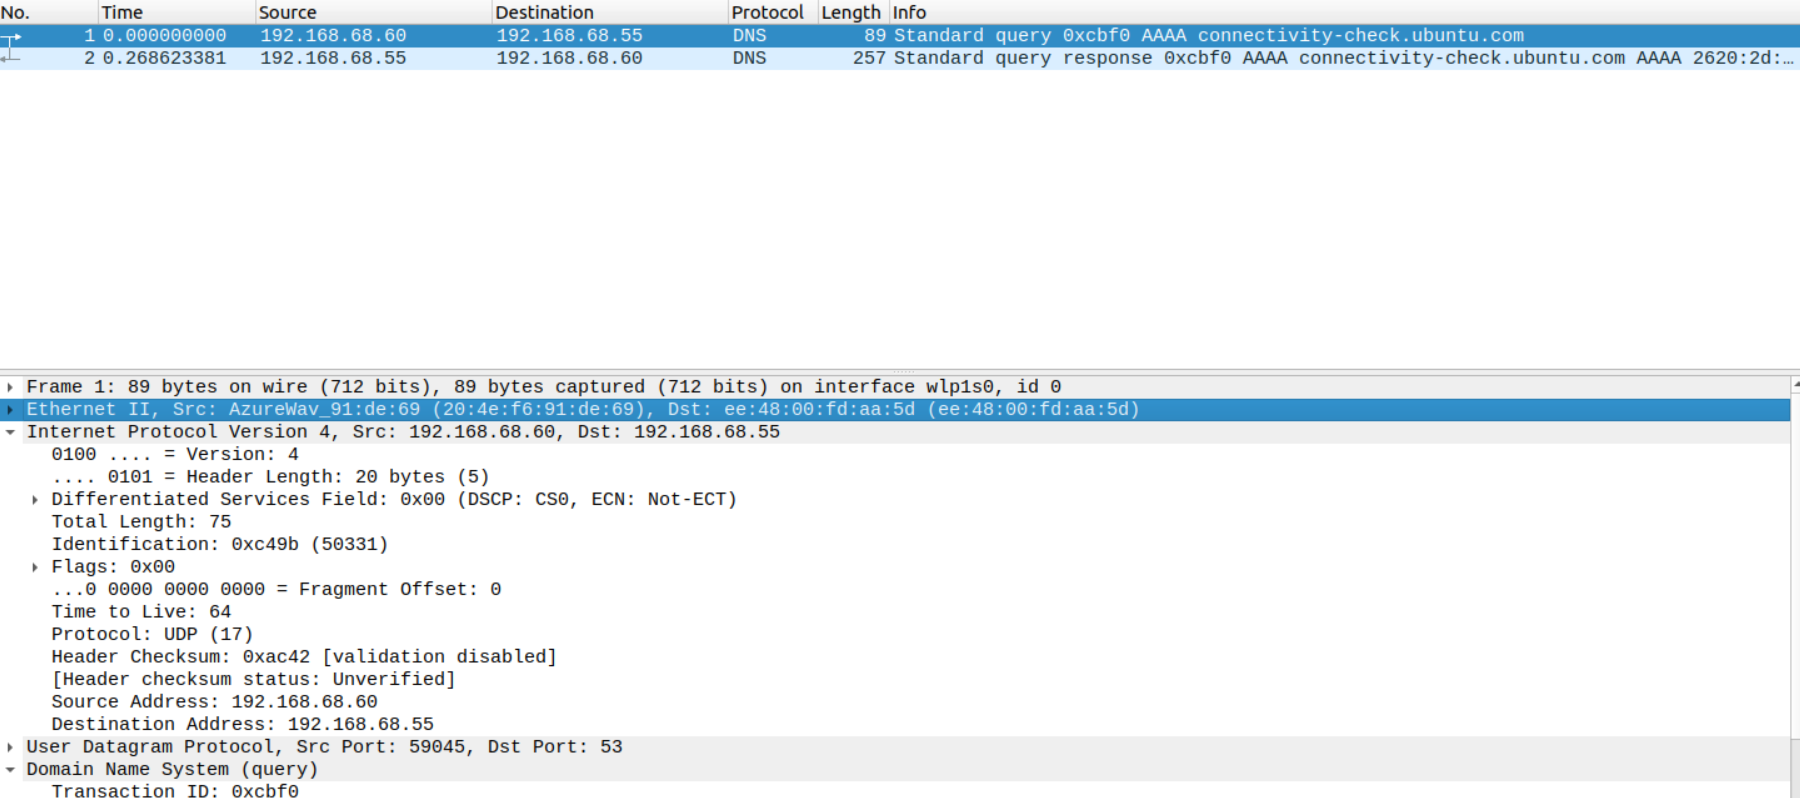 No. Time Source Destination Protocol Length Info
1 0.000000000 192.168.68.60 192.168.68.55 DNS 89 Standard query 0xcbf0 AAAA connectivity-check.ubuntu.com
2 0.268623381 192.168.68.55 192.168.68.60 DNS 257 Standard query response 0xcbf0 AAAA connectivity-check.ubuntu.com AAAA 2620:2d:…
Frame 1: 89 bytes on wire (712 bits), 89 bytes captured (712 bits) on interface wlp1s0, id 0
Ethernet II, Src: AzureWav_91:de:69 (20:4e:f6:91:de:69), Dst: ee:48:00:fd:aa:5d (ee:48:00:fd:aa:5d)
Internet Protocol Version 4, Src: 192.168.68.60, Dst: 192.168.68.55
0100 .... = Version: 4
.... 0101 = Header Length: 20 bytes (5)
Differentiated Services Field: 0x00 (DSCP: CS0, ECN: Not-ECT)
Total Length: 75
Identification: 0xc49b (50331)
Flags: 0x00
...0 0000 0000 0000 = Fragment Offset: 0
Time to Live: 64
Protocol: UDP (17)
Header Checksum: 0xac42 [validation disabled]
[Header checksum status: Unverified]
Source Address: 192.168.68.60
Destination Address: 192.168.68.55
User Datagram Protocol, Src Port: 59045, Dst Port: 53
Domain Name System (query)
Transaction ID: 0xcbf0